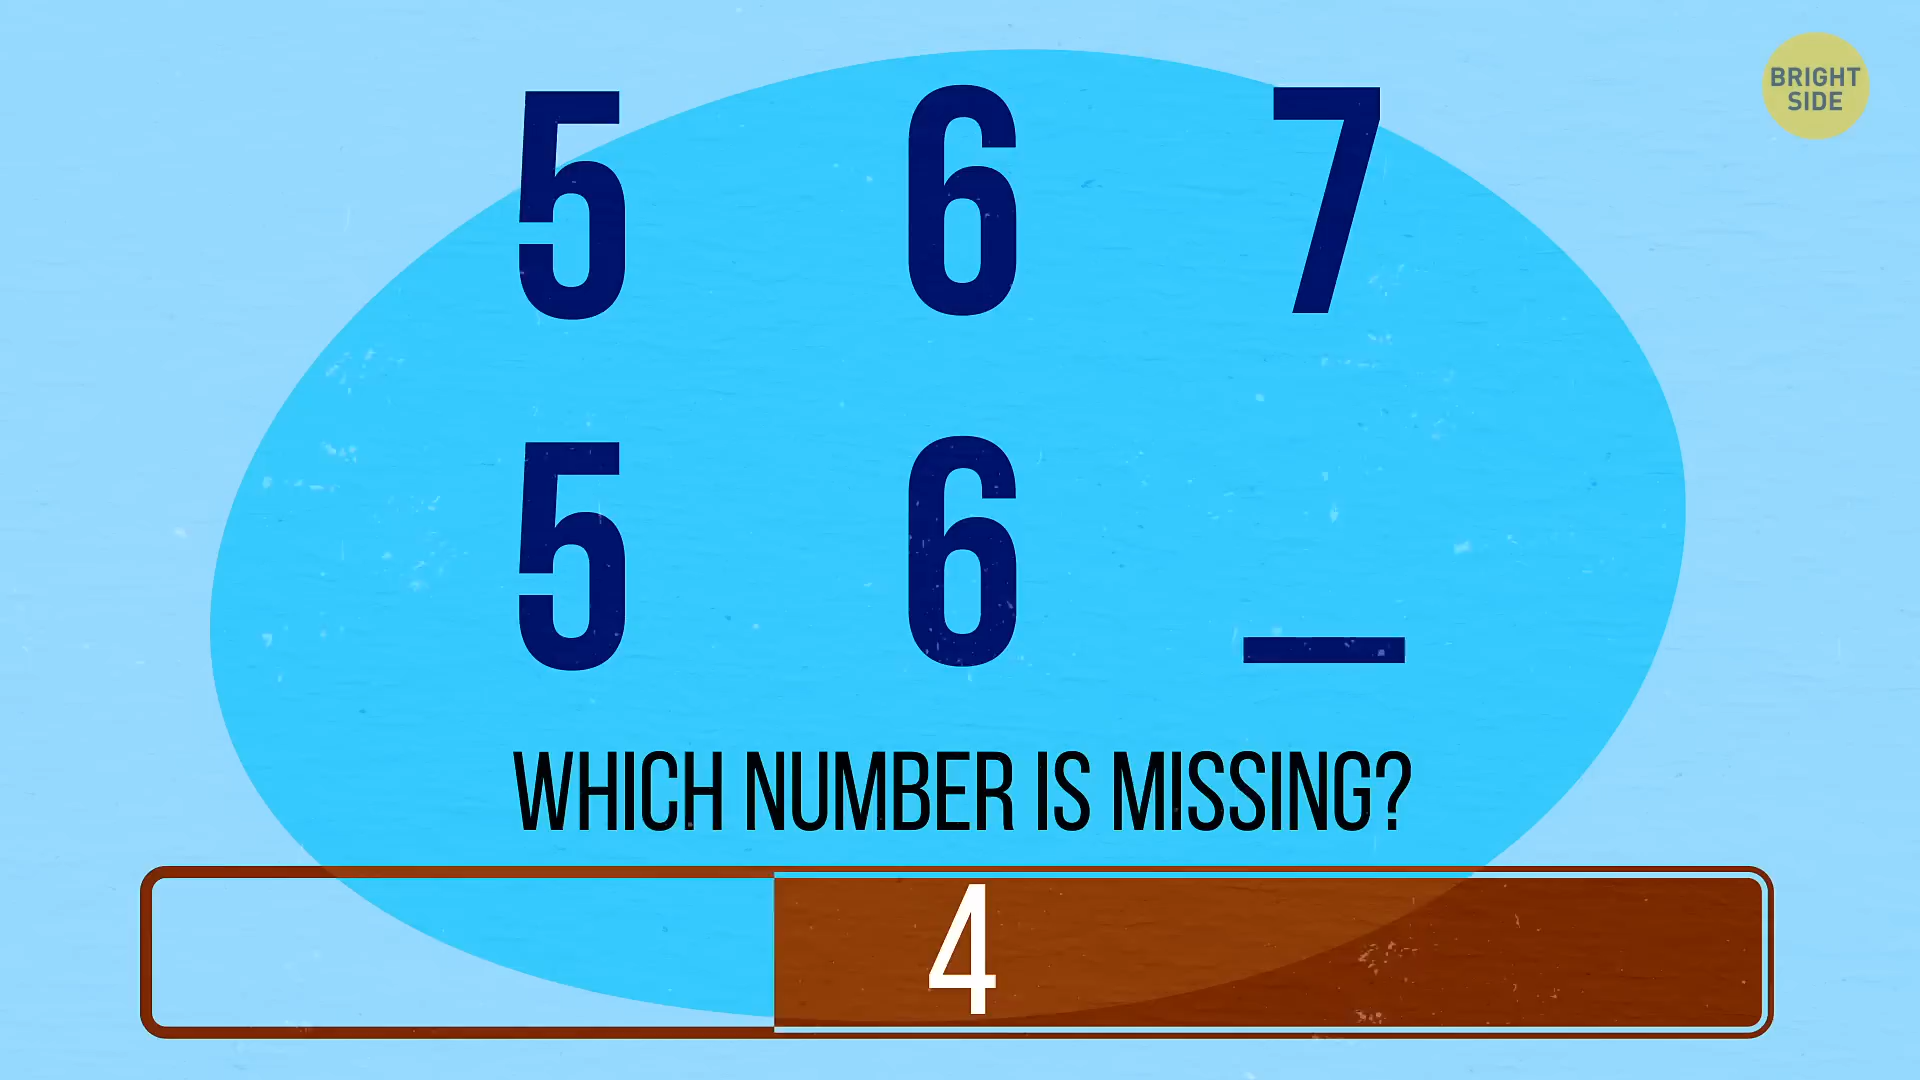 BRIGHT
SIDE
5 6 7
5 6 _
WHICH NUMBER IS MISSING?
4